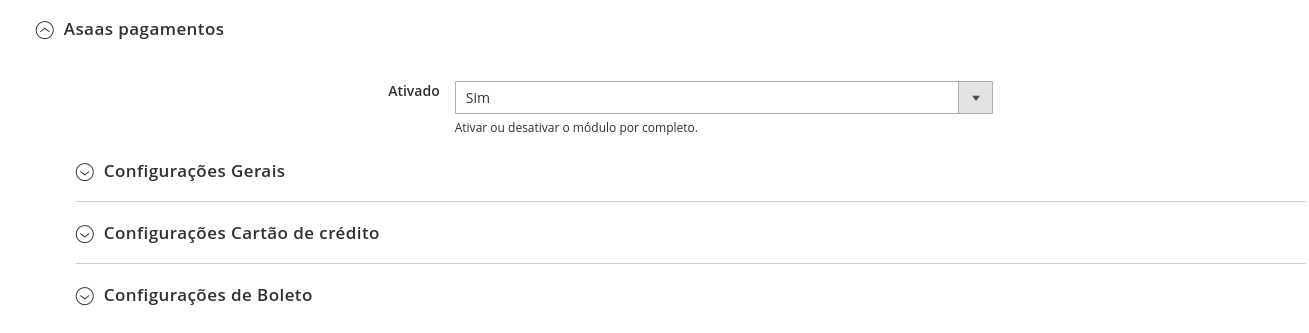 Asaas pagamentos
Ativado
Sim
Ativar ou desativar o módulo por completo.
Configurações Gerais
Configurações Cartão de crédito
Configurações de Boleto